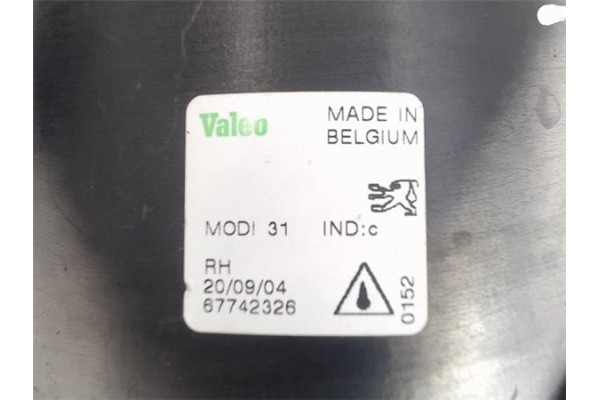 Valeo
MADE IN
BELGIUM
MODI 31 IND:c
RH
20/09/04
67742326
0152